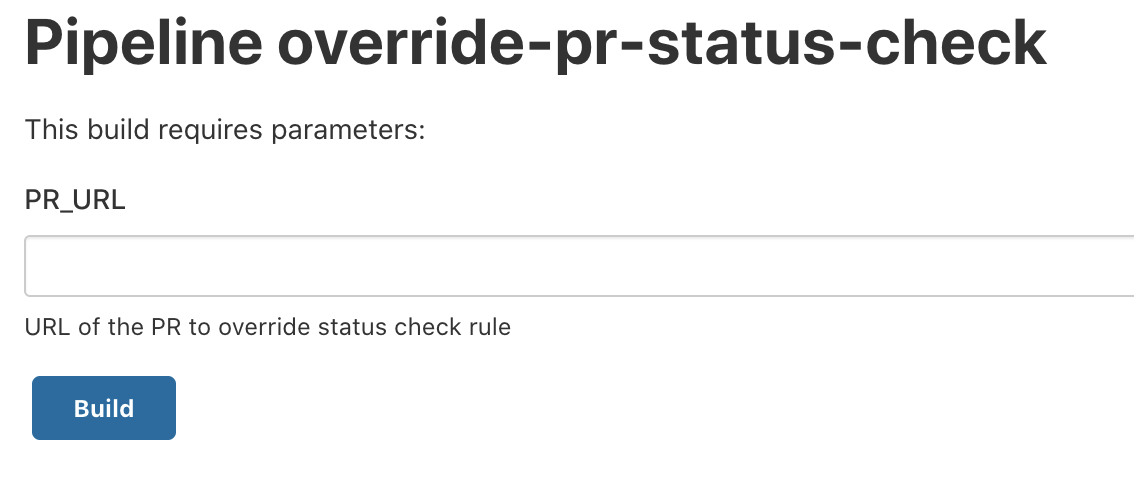 Pipeline override-pr-status-check
This build requires parameters:
PR_URL
URL of the PR to override status check rule
Build